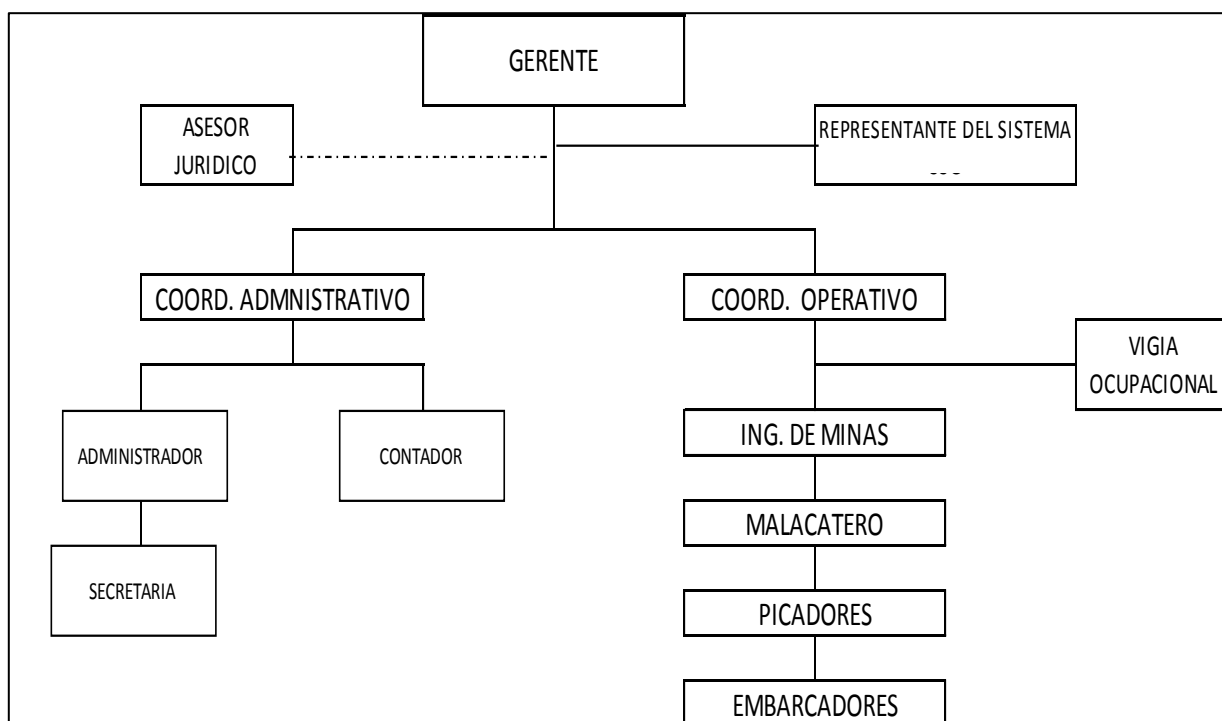 GERENTE
ASESOR
JURIDICO
REPRESENTANTE DEL SISTEMA
COORD. ADMNISTRATIVO
COORD. OPERATIVO
VIGIA
OCUPACIONAL
ADMINISTRADOR
CONTADOR
ING. DE MINAS
MALACATERO
SECRETARIA
PICADORES
EMBARCADORES